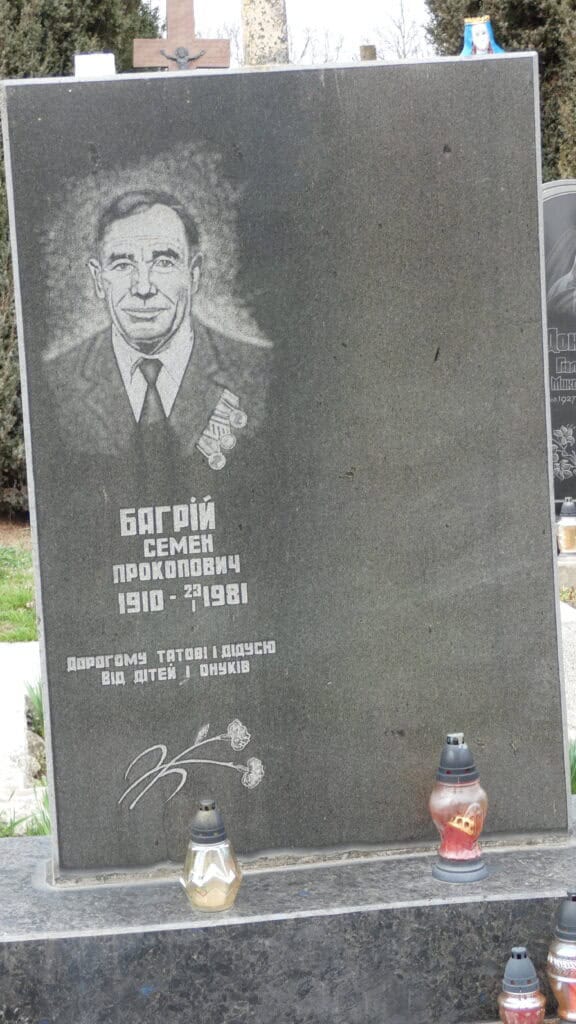 БАГРІЙ
СЕМЕН
ПРОКОПОВИЧ
1910 - 23/I 1981
ДОРОГОМУ ТАТОВІ І ДІДУСЮ
ВІД ДІТЕЙ І ОНУКІВ